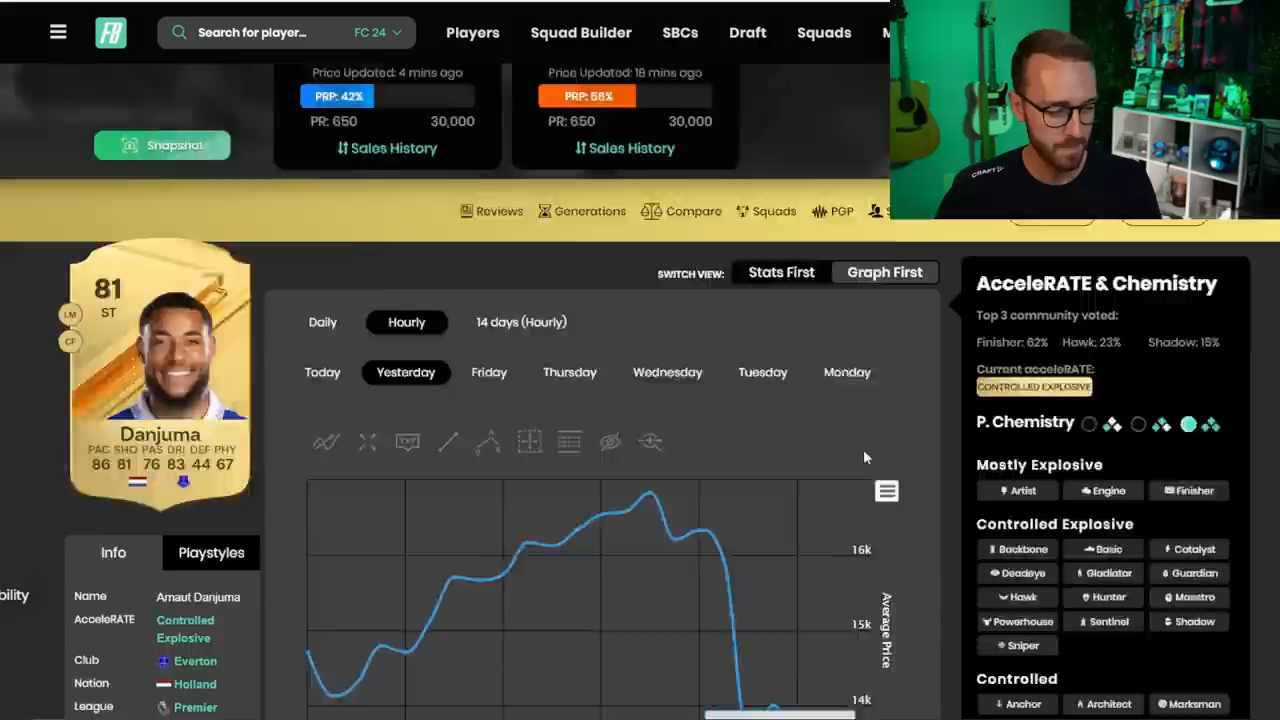 FB
Search for player...
FC 24
Players
Squad Builder
SBCs
Draft
Squads
M
Price Updated: 4 mins ago
Price Updated: 18 mins ago
PRP: 42%
PRP: 56%
PR: 650
30,000
PR: 650
30,000
Snapshot
Sales History
Sales History
Reviews
Generations
Compare
Squads
PGP
S
CRAFT
81
ST
LM
CF
Danjuma
PAC SHO PAS DRI DEF PHY
86 81 76 83 44 67
SWITCH VIEW:
Stats First
Graph First
Daily
Hourly
14 days (Hourly)
Today
Yesterday
Friday
Thursday
Wednesday
Tuesday
Monday
TXT
16k
15k
14k
Average Price
bility
Info
Playstyles
Name
Arnaut Danjuma
AcceleRATE
Controlled
Explosive
Club
Everton
Nation
Holland
League
Premier
AcceleRATE & Chemistry
Top 3 community voted:
Finisher: 62%
Hawk: 23%
Shadow: 15%
Current acceleRATE:
CONTROLLED EXPLOSIVE
P. Chemistry
Mostly Explosive
Artist
Engine
Finisher
Controlled Explosive
Backbone
Basic
Catalyst
Deadeye
Gladiator
Guardian
Hawk
Hunter
Maestro
Powerhouse
Sentinel
Shadow
Sniper
Controlled
Anchor
Architect
Marksman